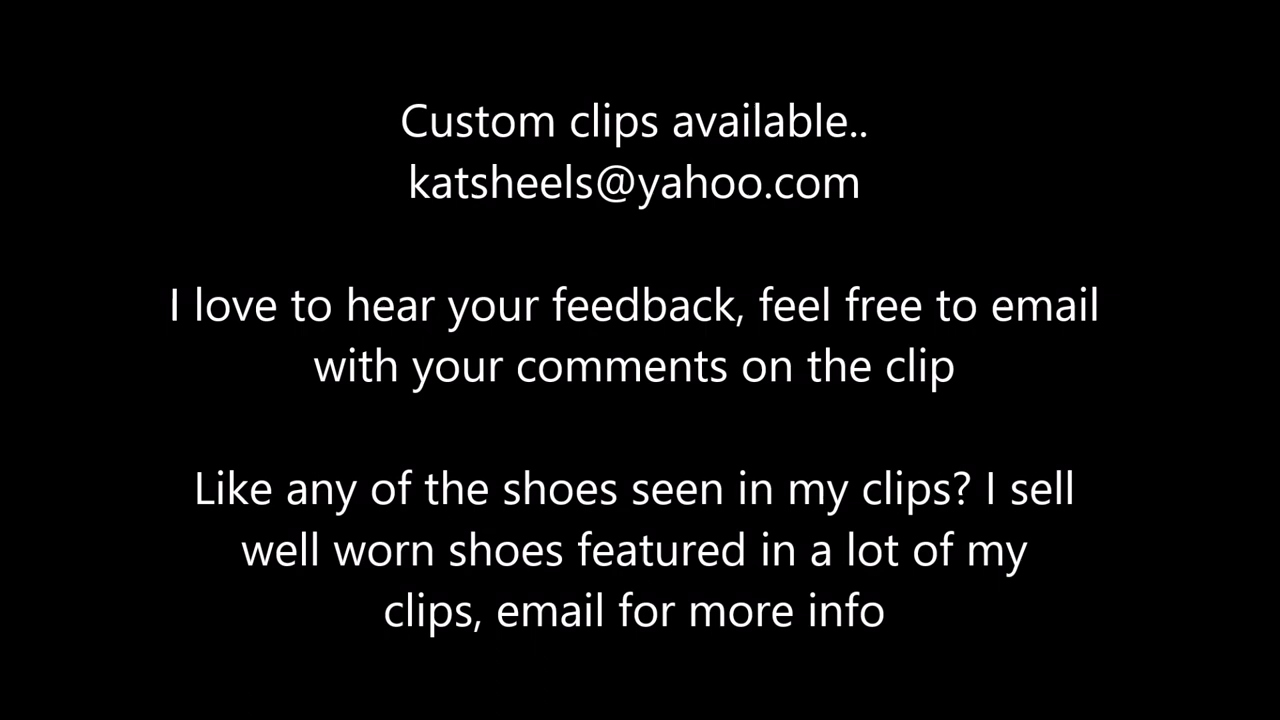 Custom clips available..
katsheels@yahoo.com
I love to hear your feedback, feel free to email
with your comments on the clip
Like any of the shoes seen in my clips? I sell
well worn shoes featured in a lot of my
clips, email for more info